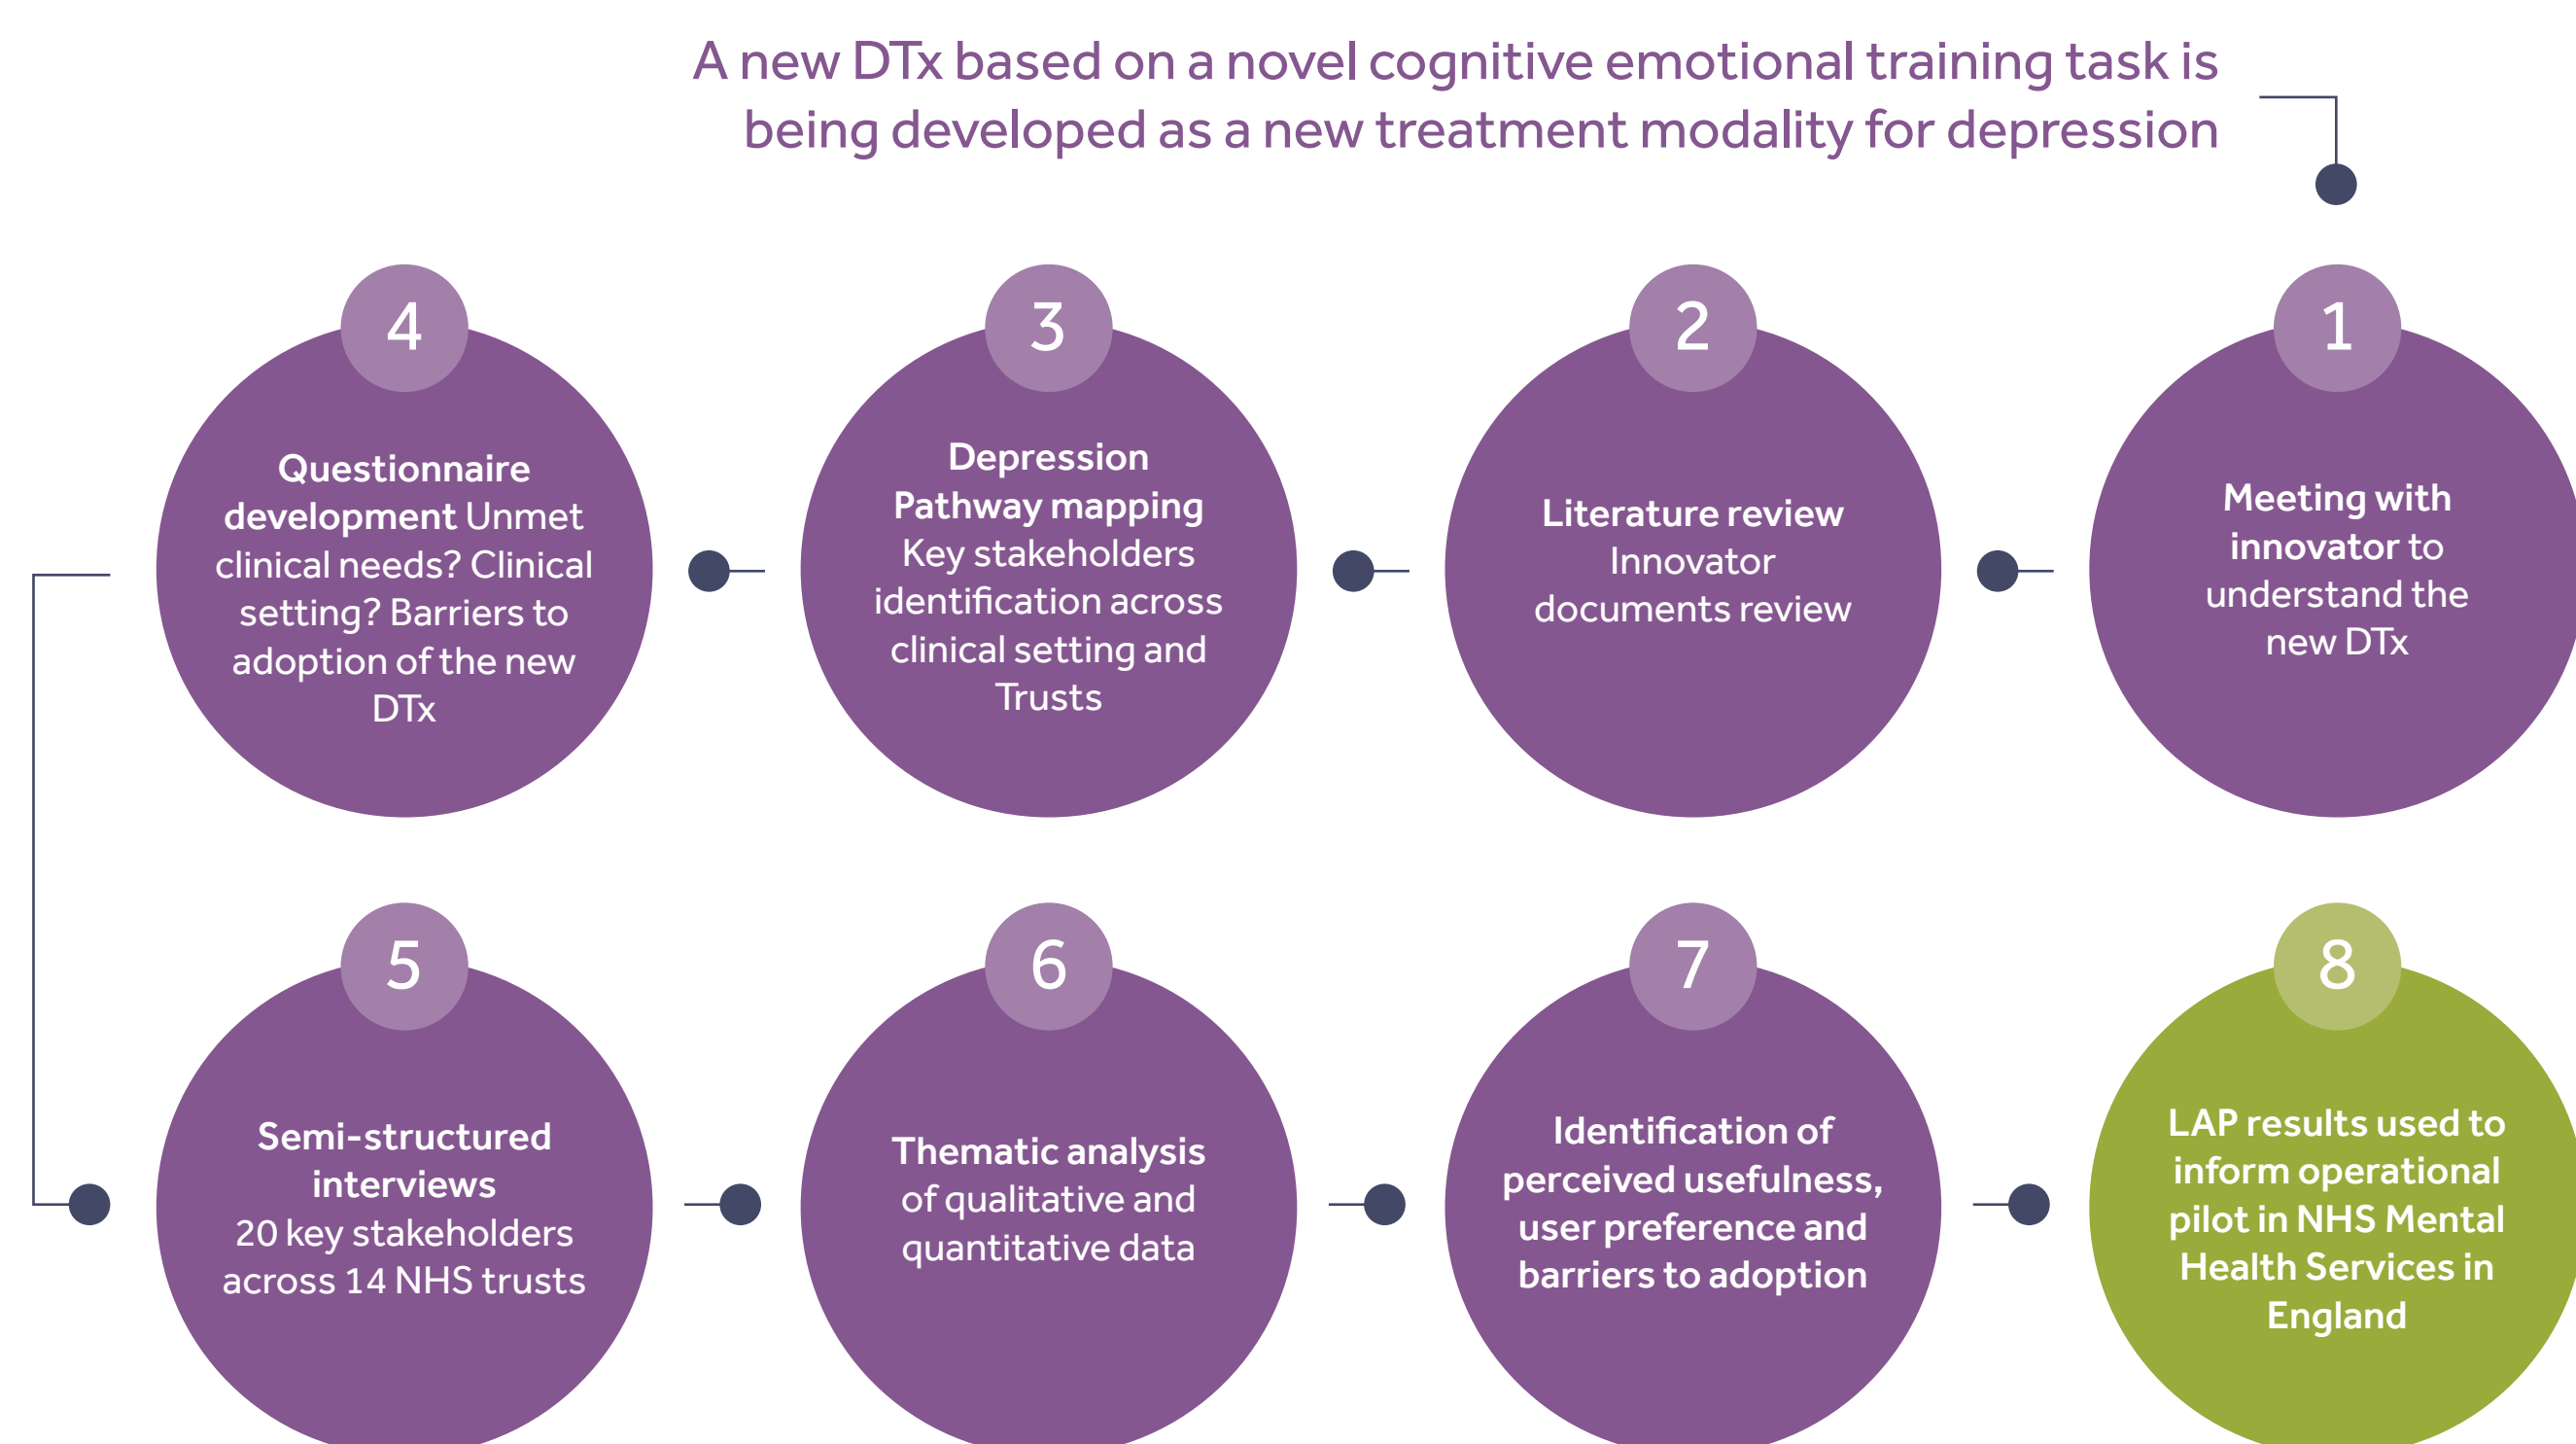 A new DTx based on a novel cognitive emotional training task is
being developed as a new treatment modality for depression
1
Meeting with
innovator to
understand the
new DTx
2
Literature review
Innovator
documents review
3
Depression
Pathway mapping
Key stakeholders
identification across
clinical setting and
Trusts
4
Questionnaire
development Unmet
clinical needs? Clinical
setting? Barriers to
adoption of the new
DTx
5
Semi-structured
interviews
20 key stakeholders
across 14 NHS trusts
6
Thematic analysis
of qualitative and
quantitative data
7
Identification of
perceived usefulness,
user preference and
barriers to adoption
8
LAP results used to
inform operational
pilot in NHS Mental
Health Services in
England